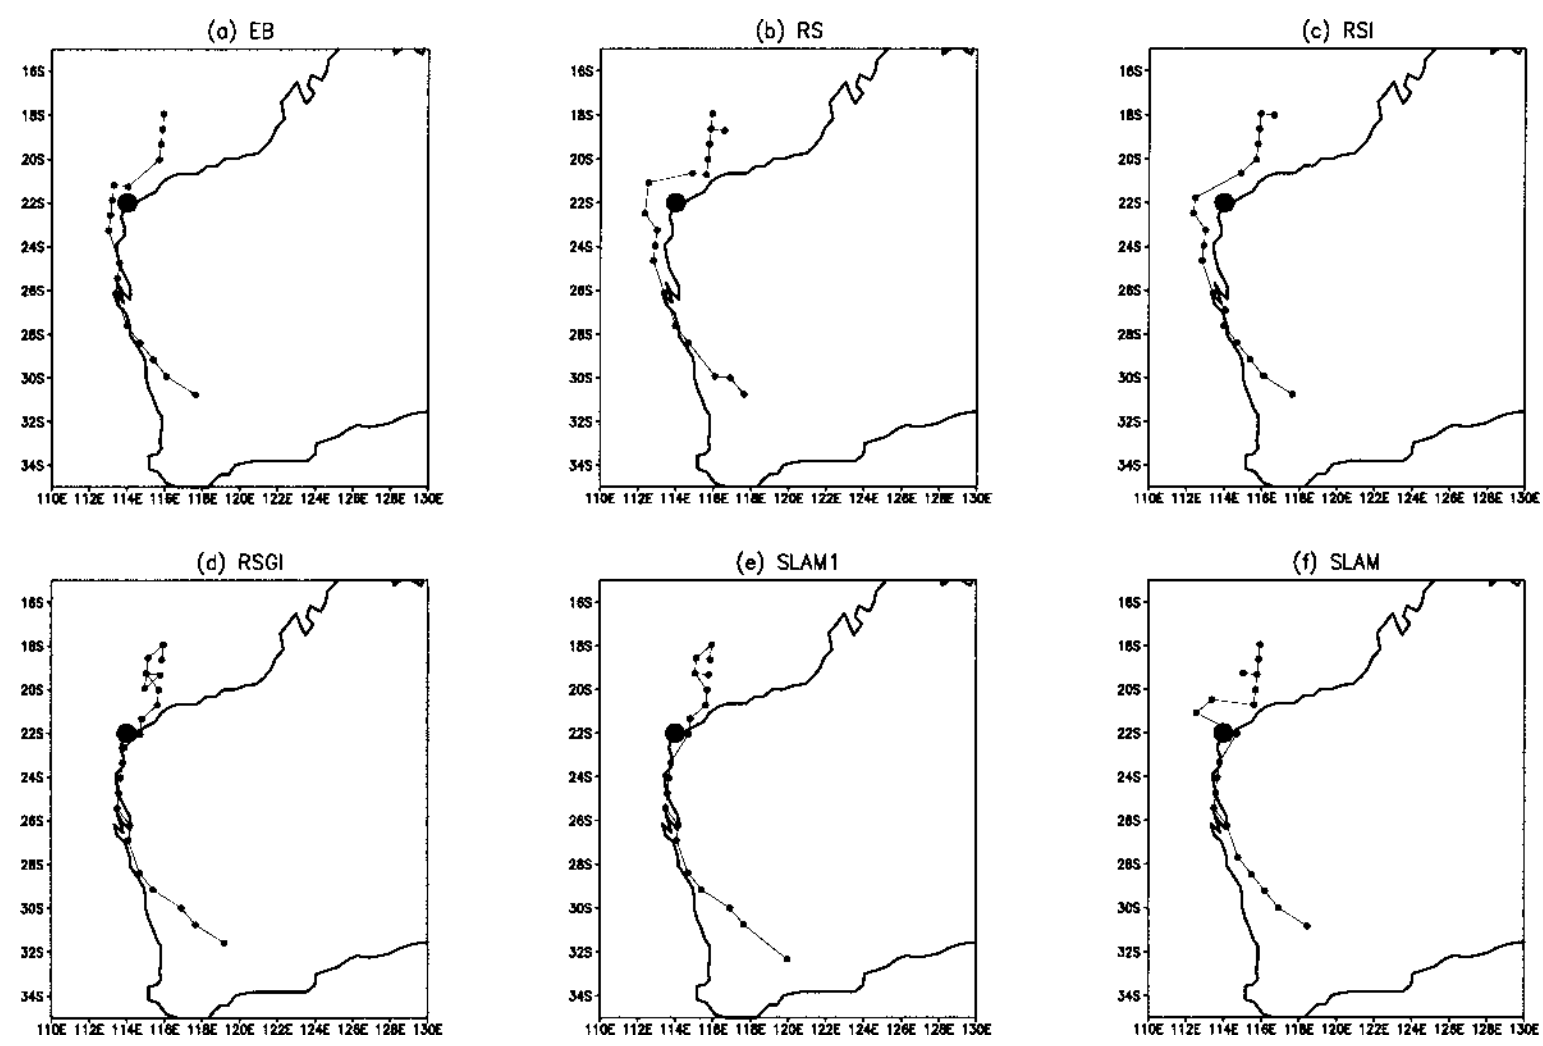 (a) EB
16S
18S
20S
22S
24S
26S
28S
30S
32S
34S
110E 112E 114E 116E 118E 120E 122E 124E 126E 128E 130E
(b) RS
16S
18S
20S
22S
24S
26S
28S
30S
32S
34S
110E 112E 114E 116E 118E 120E 122E 124E 126E 128E 130E
(c) RSI
16S
18S
20S
22S
24S
26S
28S
30S
32S
34S
110E 112E 114E 116E 118E 120E 122E 124E 126E 128E 130E
(d) RSGI
16S
18S
20S
22S
24S
26S
28S
30S
32S
34S
110E 112E 114E 116E 118E 120E 122E 124E 126E 128E 130E
(e) SLAM1
16S
18S
20S
22S
24S
26S
28S
30S
32S
34S
110E 112E 114E 116E 118E 120E 122E 124E 126E 128E 130E
(f) SLAM
16S
18S
20S
22S
24S
26S
28S
30S
32S
34S
110E 112E 114E 116E 118E 120E 122E 124E 126E 128E 130E